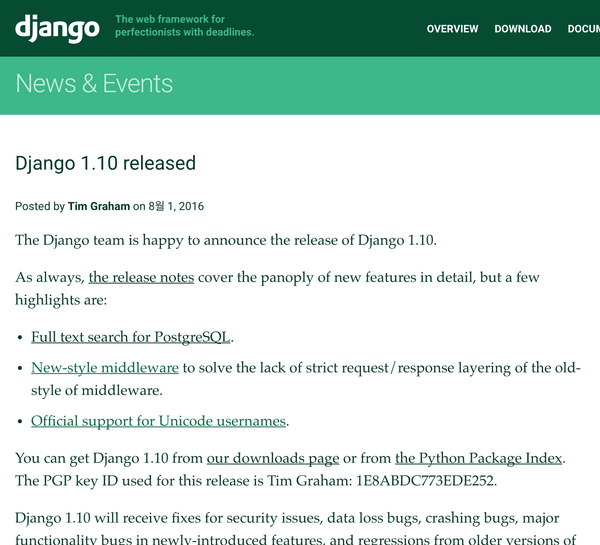 django
The web framework for
perfectionists with deadlines.
OVERVIEW DOWNLOAD
News & Events
Django 1.10 released
Posted by Tim Graham on 8월 1, 2016
The Django team is happy to announce the release of Django 1.10.
As always, the release notes cover the panoply of new features in detail, but a few
highlights are:
• Full text search for PostgreSQL.
• New-style middleware to solve the lack of strict request/response layering of the old-
style of middleware.
• Official support for Unicode usernames.
You can get Django 1.10 from our downloads page or from the Python Package Index.
The PGP key ID used for this release is Tim Graham: 1E8ABDC773EDE252.
Django 1.10 will receive fixes for security issues, data loss bugs, crashing bugs, major
functionality bugs in newly-introduced features, and regressions from older versions of